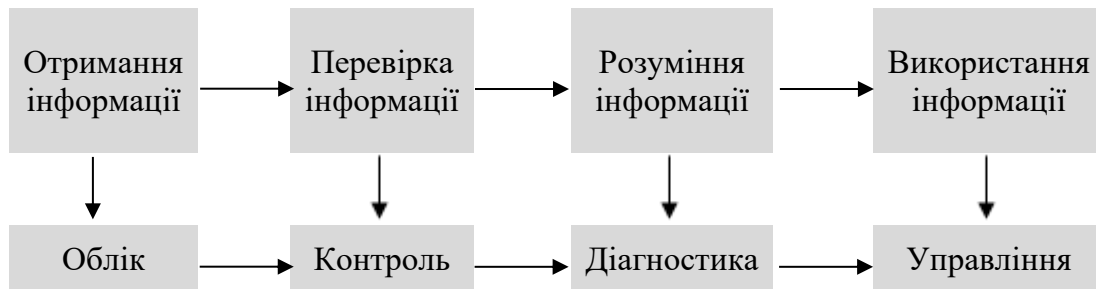 Отримання
інформації
Перевірка
інформації
Розуміння
інформації
Використання
інформації
Облік
Контроль
Діагностика
Управління